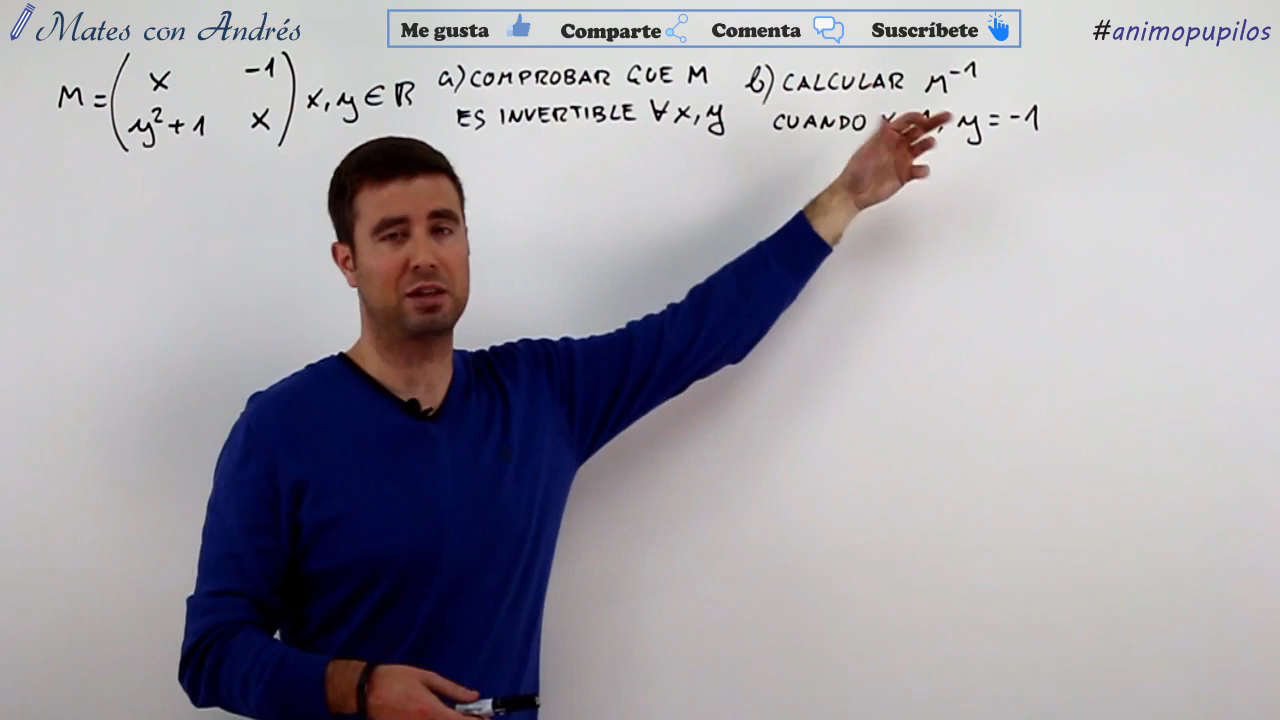 Mates con Andrés
Me gusta Comparte Comenta Suscríbete
#animopupilos
M = ( x -1
y²+1 x ) x, y ∈ ℝ
a) COMPROBAR QUE M
ES INVERTIBLE ∀ x, y
b) CALCULAR M⁻¹
CUANDO y = -1